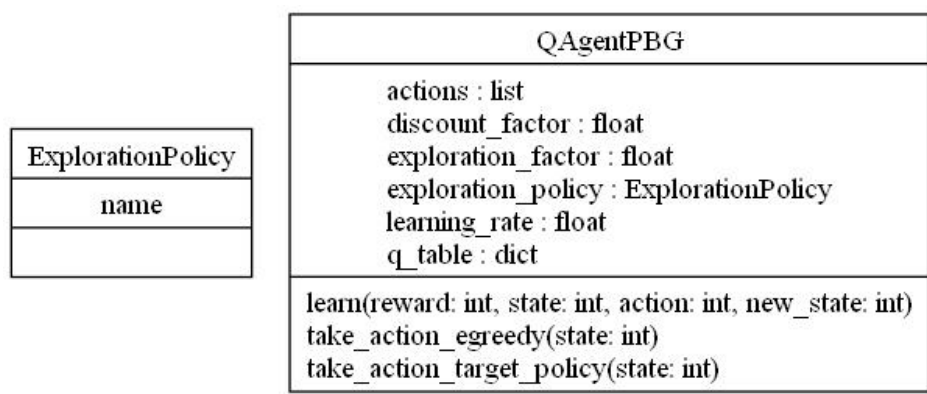 ExplorationPolicy
name
QAgentPBG
actions : list
discount_factor : float
exploration_factor : float
exploration_policy : ExplorationPolicy
learning_rate : float
q_table : dict
learn(reward: int, state: int, action: int, new_state: int)
take_action_egreedy(state: int)
take_action_target_policy(state: int)